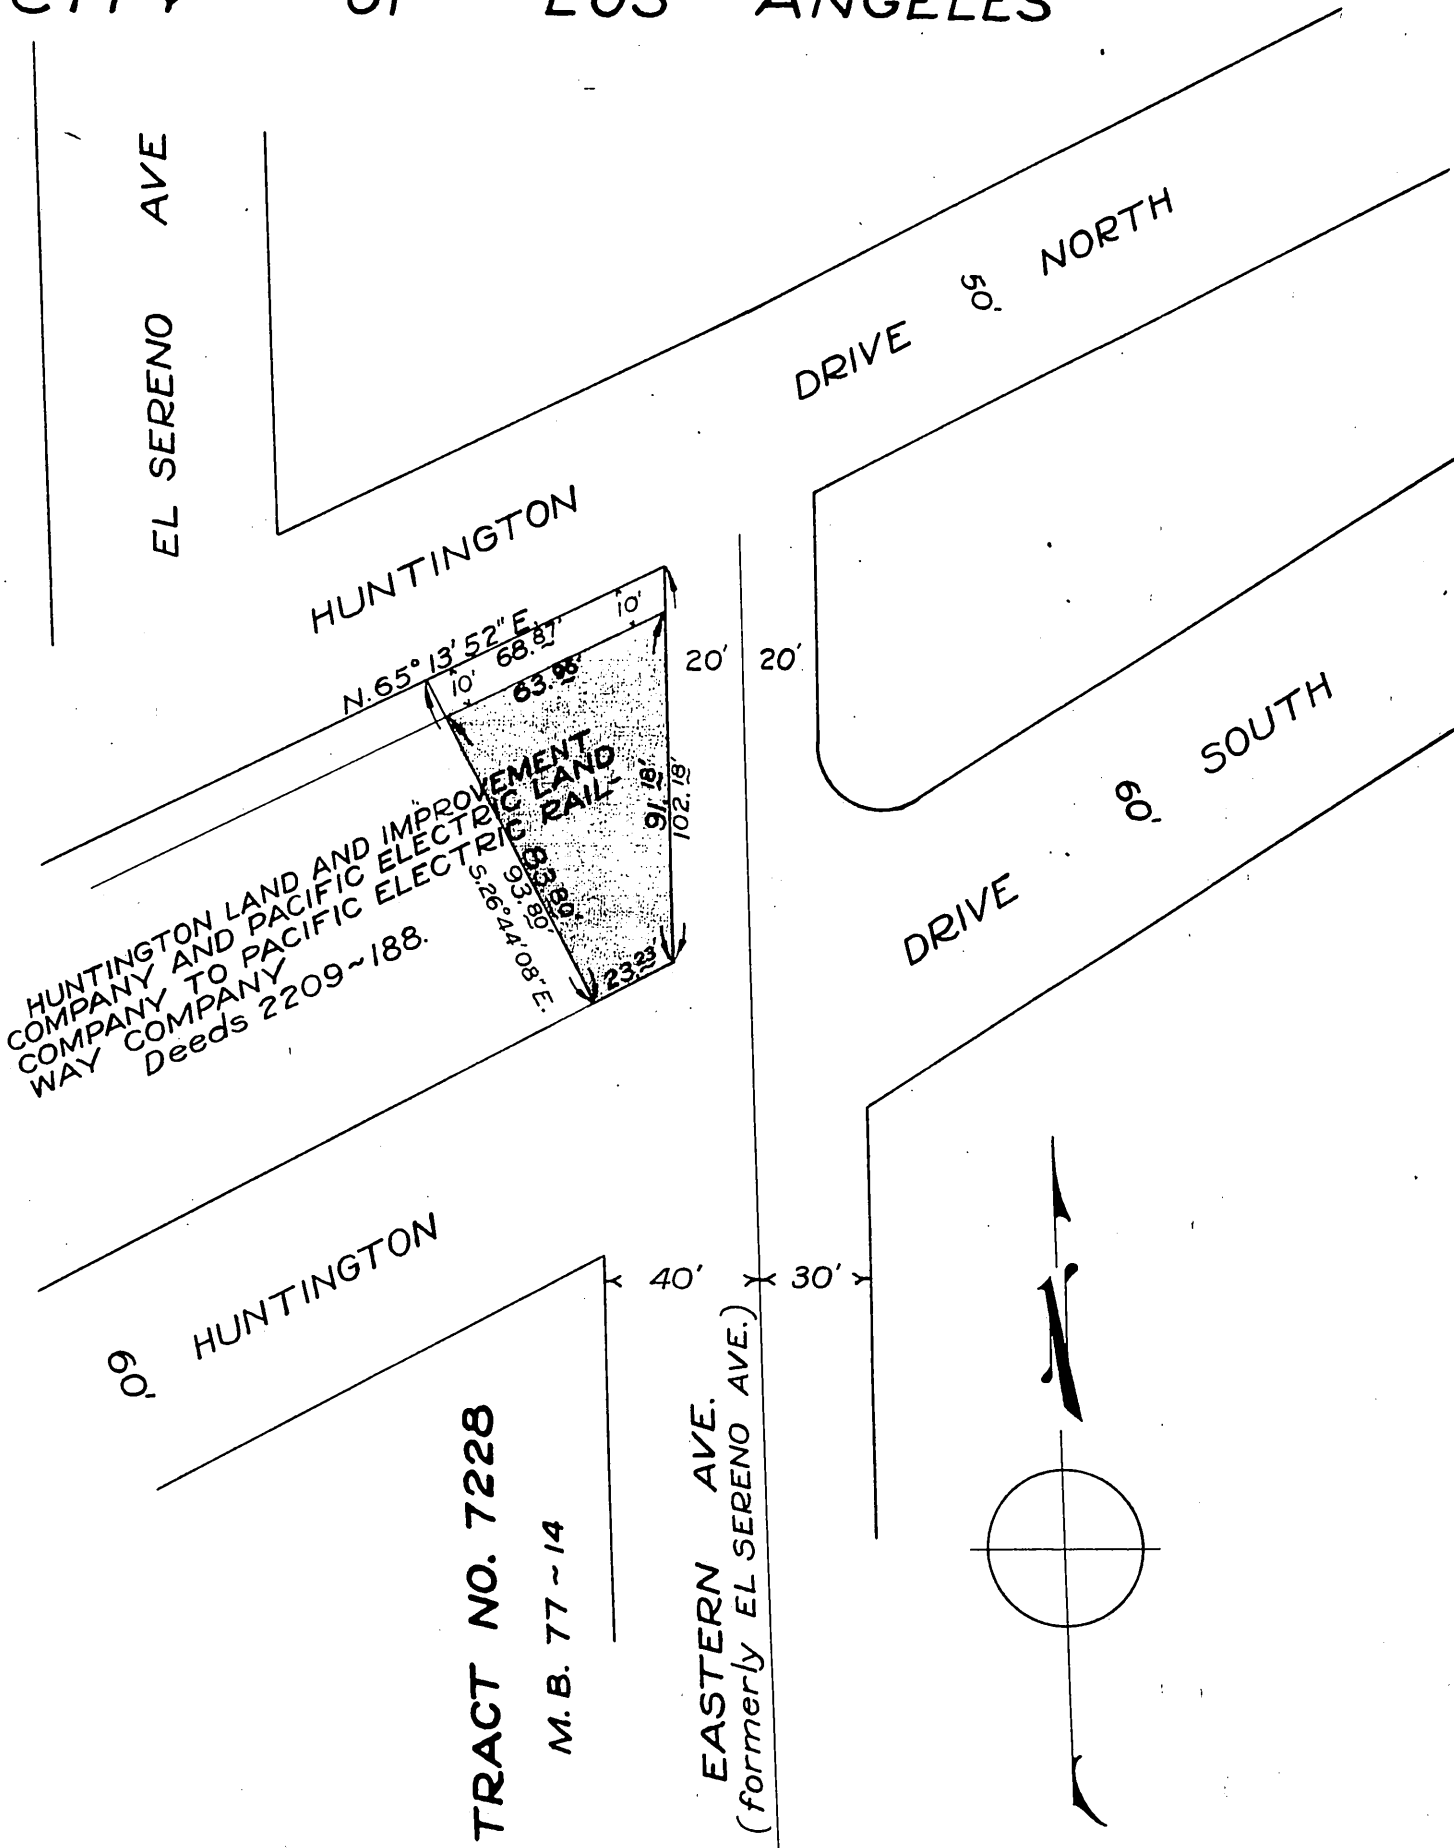 CITY OF LOS ANGELES
EL SERENO AVE
HUNTINGTON DRIVE NORTH
50'
N.65° 13' 52" E.
68.87'
10'
10'
20'
20'
91.18'
102.18'
83.80'
93.80'
S.26°44'08"E.
23.23'
HUNTINGTON LAND AND IMPROVEMENT
COMPANY AND PACIFIC ELECTRIC LAND
COMPANY TO PACIFIC ELECTRIC RAIL-
WAY COMPANY
Deeds 2209~188.
HUNTINGTON DRIVE SOUTH
60'
60'
40'
30'
TRACT NO. 7228
M.B. 77~14
EASTERN AVE.
(formerly EL SERENO AVE.)
N